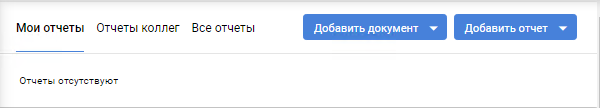 Мои отчеты Отчеты коллег Все отчеты Добавить документ Добавить отчет
Отчеты отсутствуют